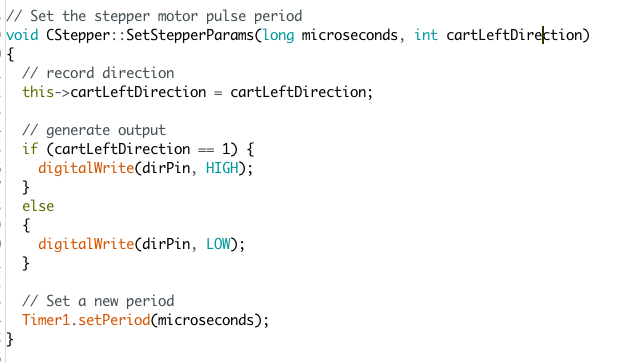 // Set the stepper motor pulse period
void CStepper::SetStepperParams(long microseconds, int cartLeftDirection)
{
  // record direction
  this->cartLeftDirection = cartLeftDirection;

  // generate output
  if (cartLeftDirection == 1) {
    digitalWrite(dirPin, HIGH);
  }
  else
  {
    digitalWrite(dirPin, LOW);
  }

  // Set a new period
  Timer1.setPeriod(microseconds);
}